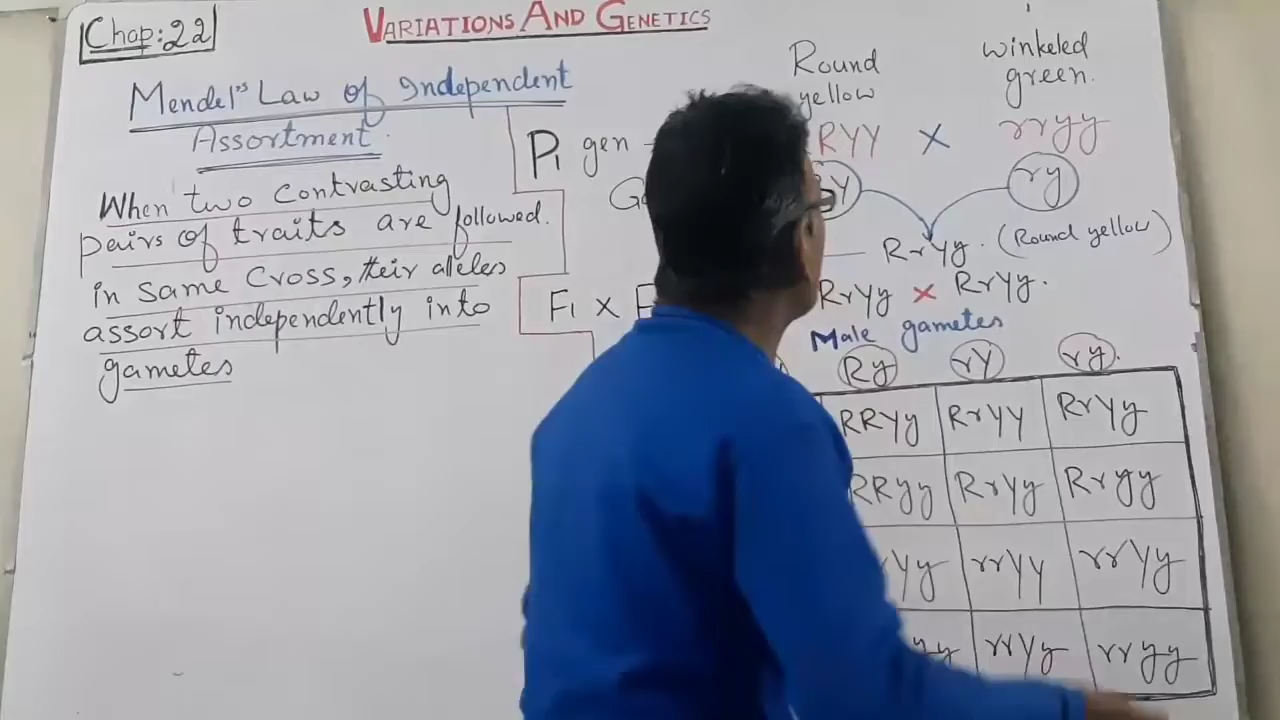 Chap: 22
VARIATIONS AND GENETICS
Mendel's Law of Independent
Assortment.
When two contrasting
pairs of traits are followed.
in same cross, their alleles
assort independently into
gametes
Round
yellow
winkeled
green.
P1 gen
RYY × rryy
ry
RrYy. (Round yellow)
F1 ×
RrYy × RrYy.
Male gametes
Ry rY ry.
RRYy RrYY RrYy
RRyy RrYy Rryy
Yy rrYY rrYy
yy rrYy rryy